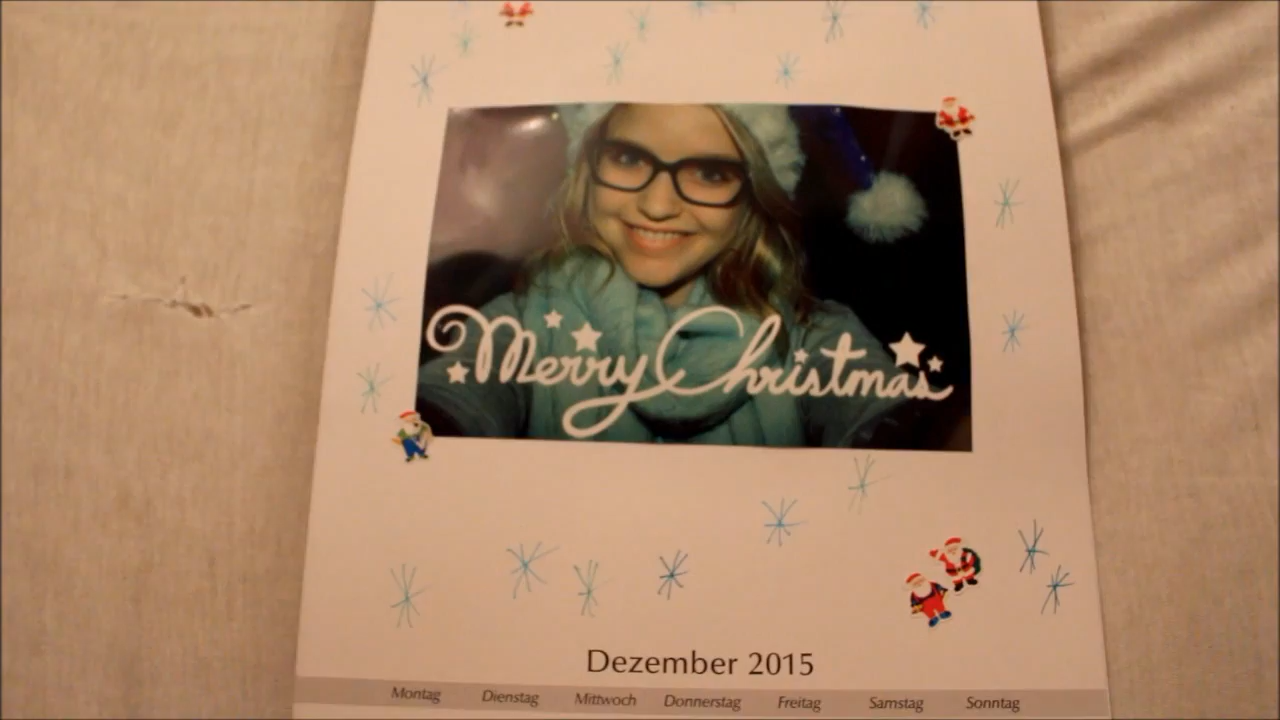 Merry Christmas
Dezember 2015
Montag Dienstag Mittwoch Donnerstag Freitag Samstag Sonntag